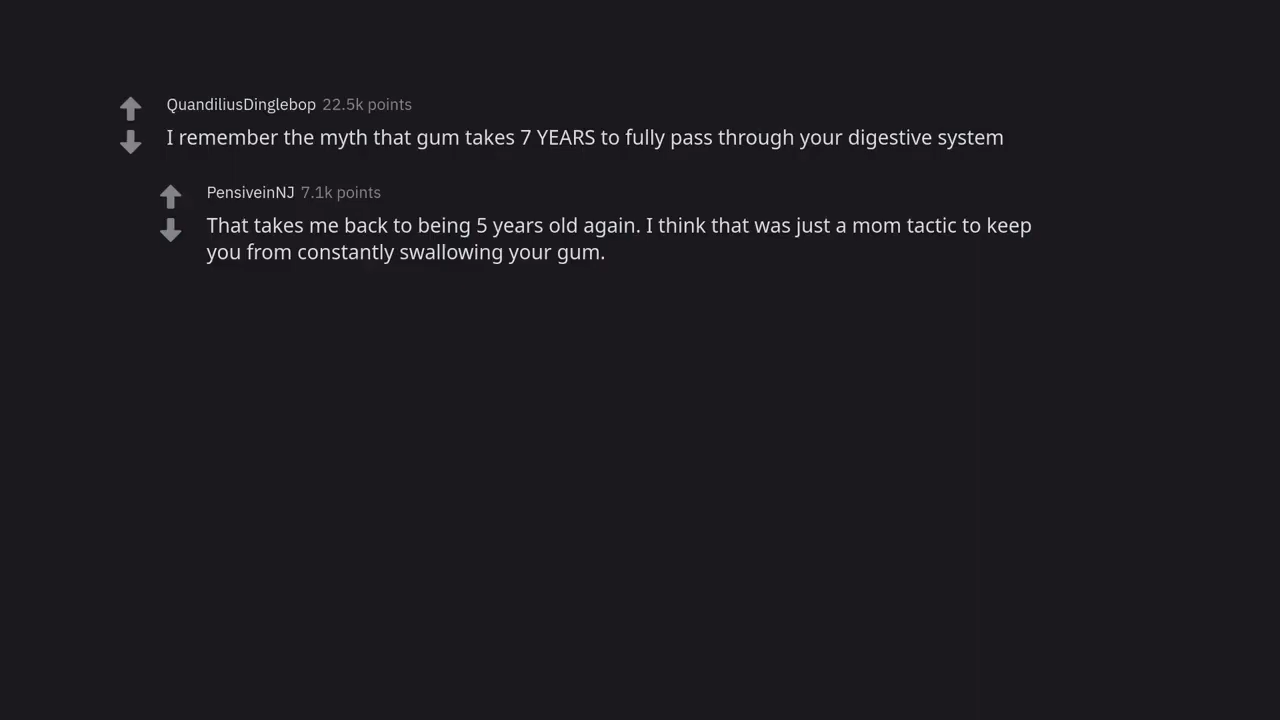 QuandiliusDinglebop 22.5k points
I remember the myth that gum takes 7 YEARS to fully pass through your digestive system
PensiveinNJ 7.1k points
That takes me back to being 5 years old again. I think that was just a mom tactic to keep
you from constantly swallowing your gum.